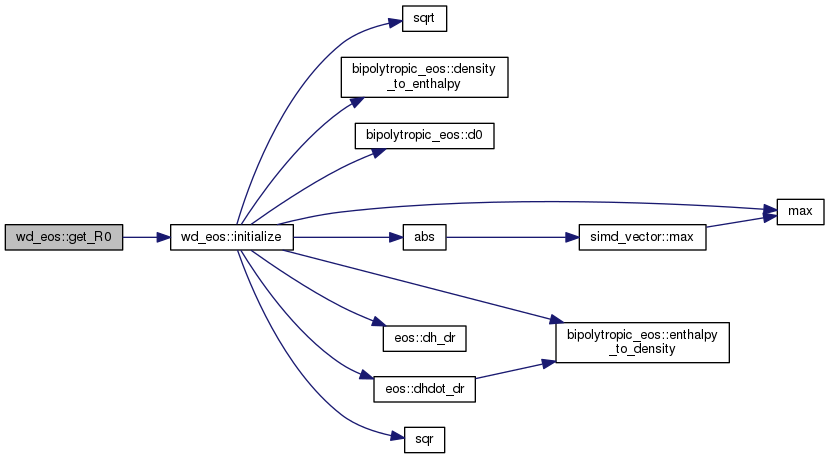 sqrt
bipolytropic_eos::density
_to_enthalpy
bipolytropic_eos::d0
max
wd_eos::get_R0
wd_eos::initialize
abs
simd_vector::max
eos::dh_dr
bipolytropic_eos::enthalpy
_to_density
eos::dhdot_dr
sqr